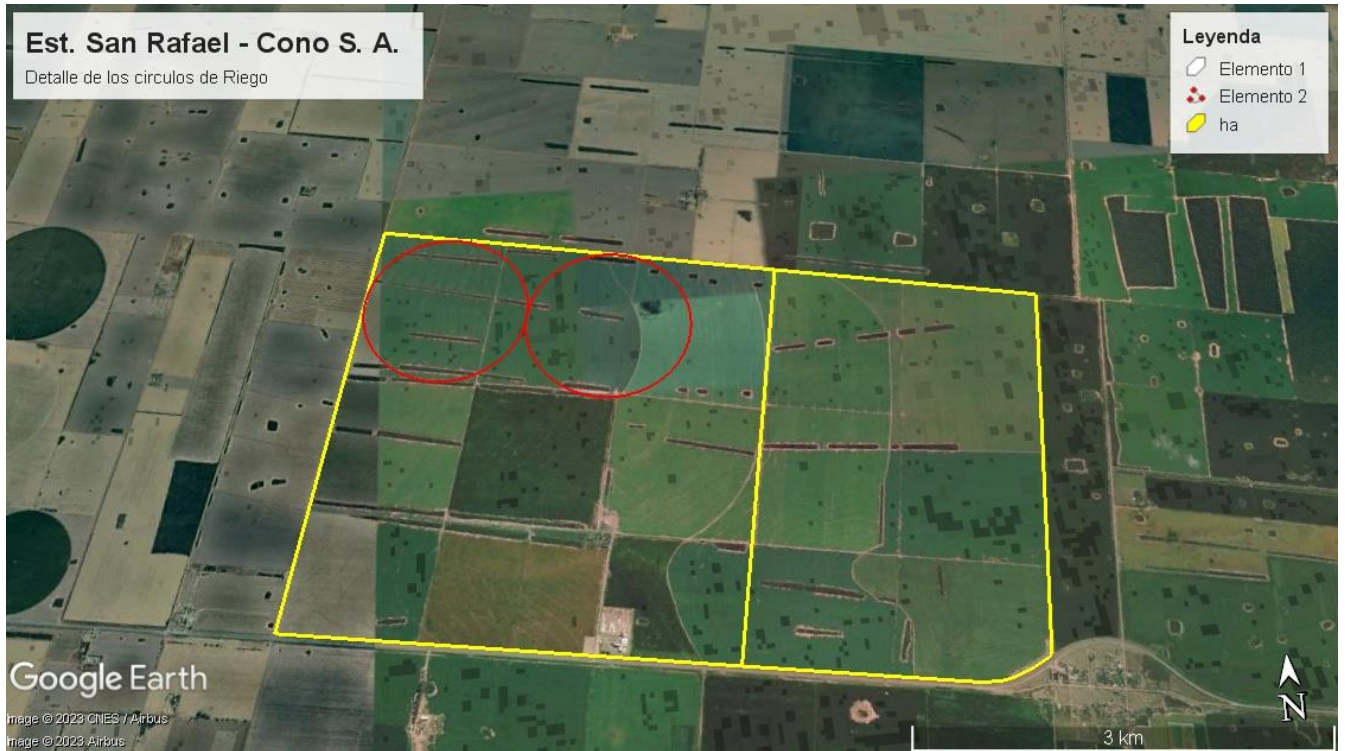 Est. San Rafael - Cono S. A.
Detalle de los circulos de Riego
Leyenda
Elemento 1
Elemento 2
ha
Google Earth
Image © 2023 CNES / Airbus
Image © 2023 Airbus
N
3 km